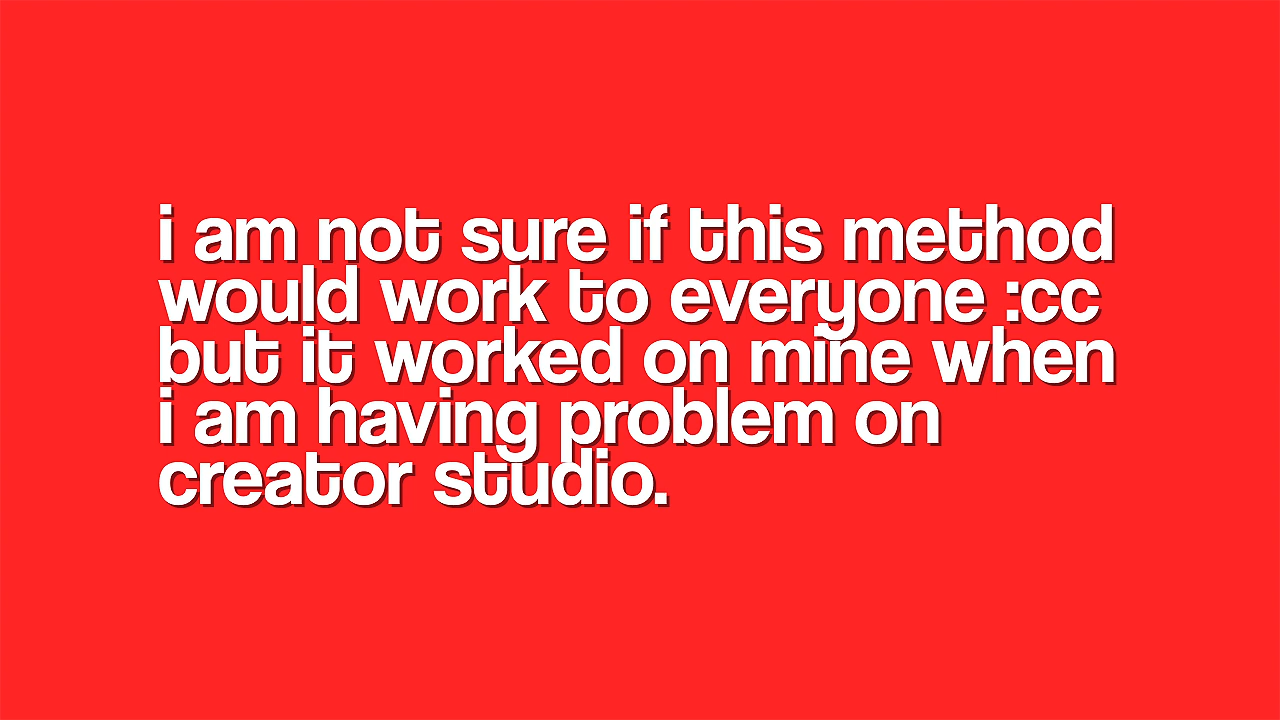 i am not sure if this method
would work to everyone :cc
but it worked on mine when
i am having problem on
creator studio.